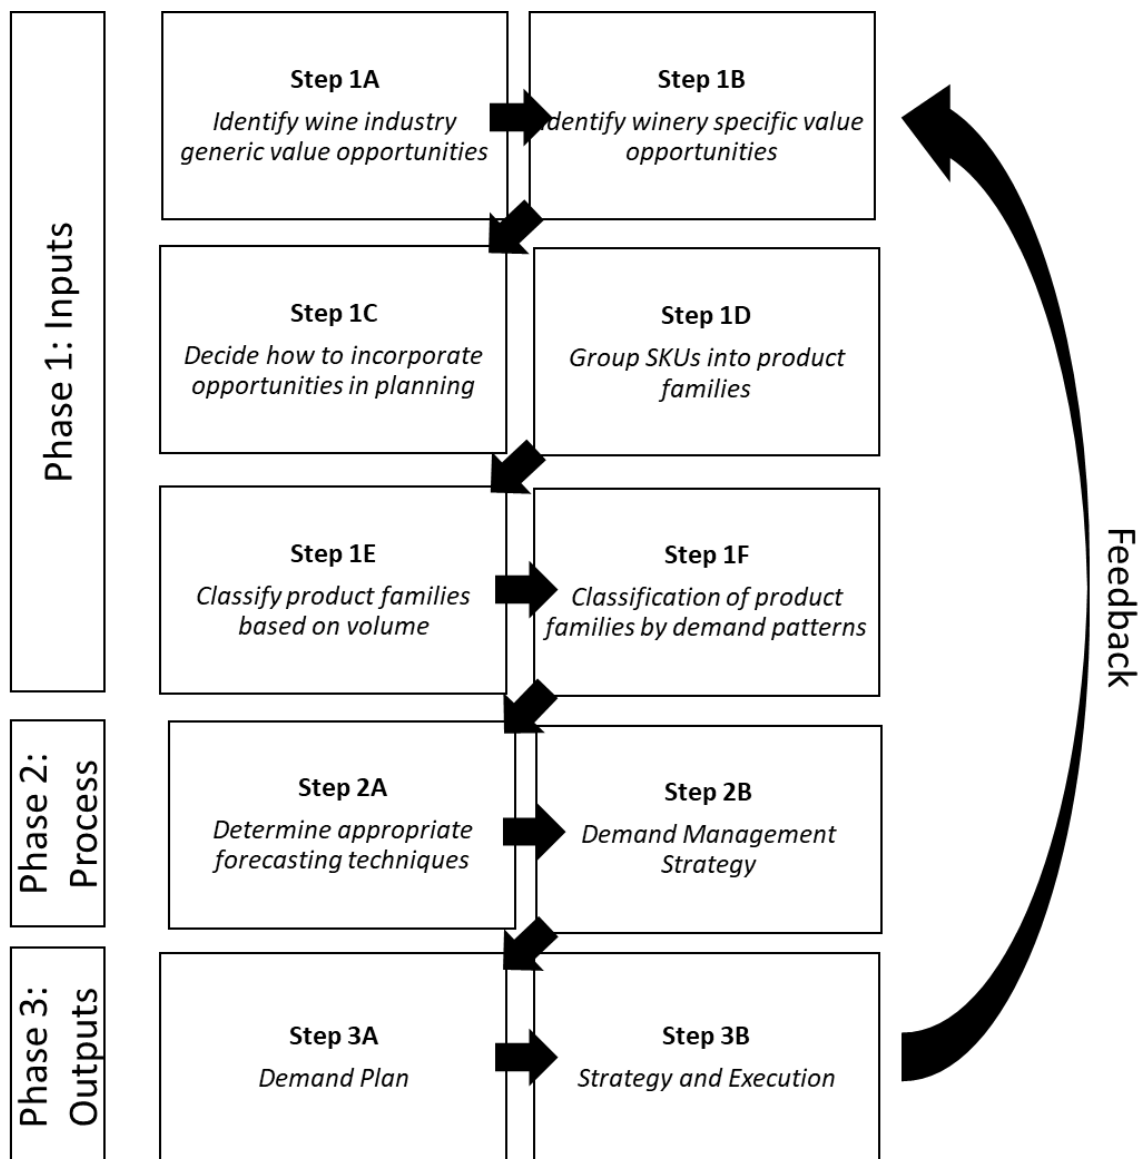 Phase 1: Inputs
Step 1A
Identify wine industry
generic value opportunities
Step 1B
Identify winery specific value
opportunities
Step 1C
Decide how to incorporate
opportunities in planning
Step 1D
Group SKUs into product
families
Step 1E
Classify product families
based on volume
Step 1F
Classification of product
families by demand patterns
Phase 2:
Process
Step 2A
Determine appropriate
forecasting techniques
Step 2B
Demand Management
Strategy
Phase 3:
Outputs
Step 3A
Demand Plan
Step 3B
Strategy and Execution
Feedback